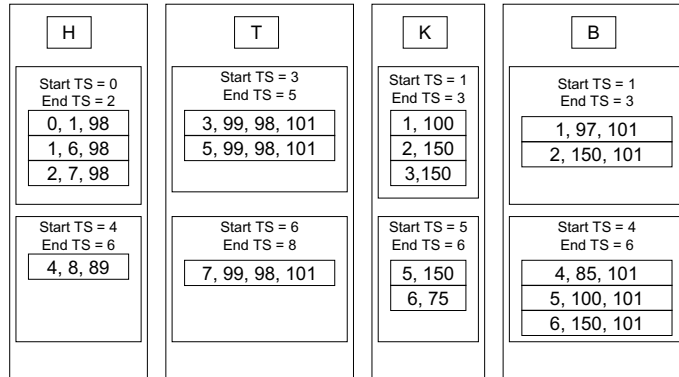 H
Start TS = 0
End TS = 2
0, 1, 98
1, 6, 98
2, 7, 98
Start TS = 4
End TS = 6
4, 8, 89
T
Start TS = 3
End TS = 5
3, 99, 98, 101
5, 99, 98, 101
Start TS = 6
End TS = 8
7, 99, 98, 101
K
Start TS = 1
End TS = 3
1, 100
2, 150
3,150
Start TS = 5
End TS = 6
5, 150
6, 75
B
Start TS = 1
End TS = 3
1, 97, 101
2, 150, 101
Start TS = 4
End TS = 6
4, 85, 101
5, 100, 101
6, 150, 101